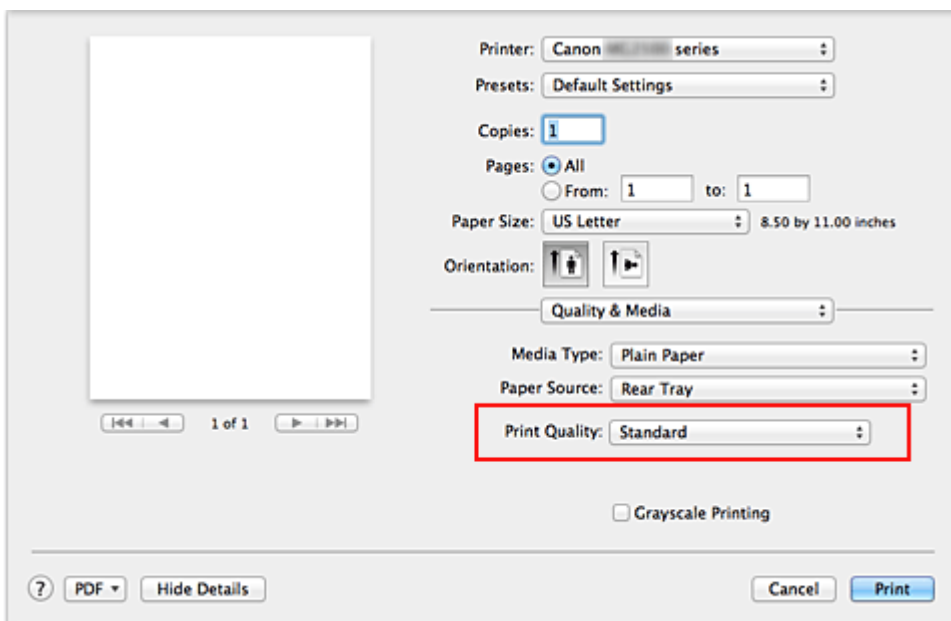 Printer: Canon series
Presets: Default Settings
Copies: 1
Pages: All
From: 1 to: 1
Paper Size: US Letter 8.50 by 11.00 inches
Orientation:
Quality & Media
Media Type: Plain Paper
Paper Source: Rear Tray
1 of 1
Print Quality: Standard
Grayscale Printing
? PDF Hide Details Cancel Print